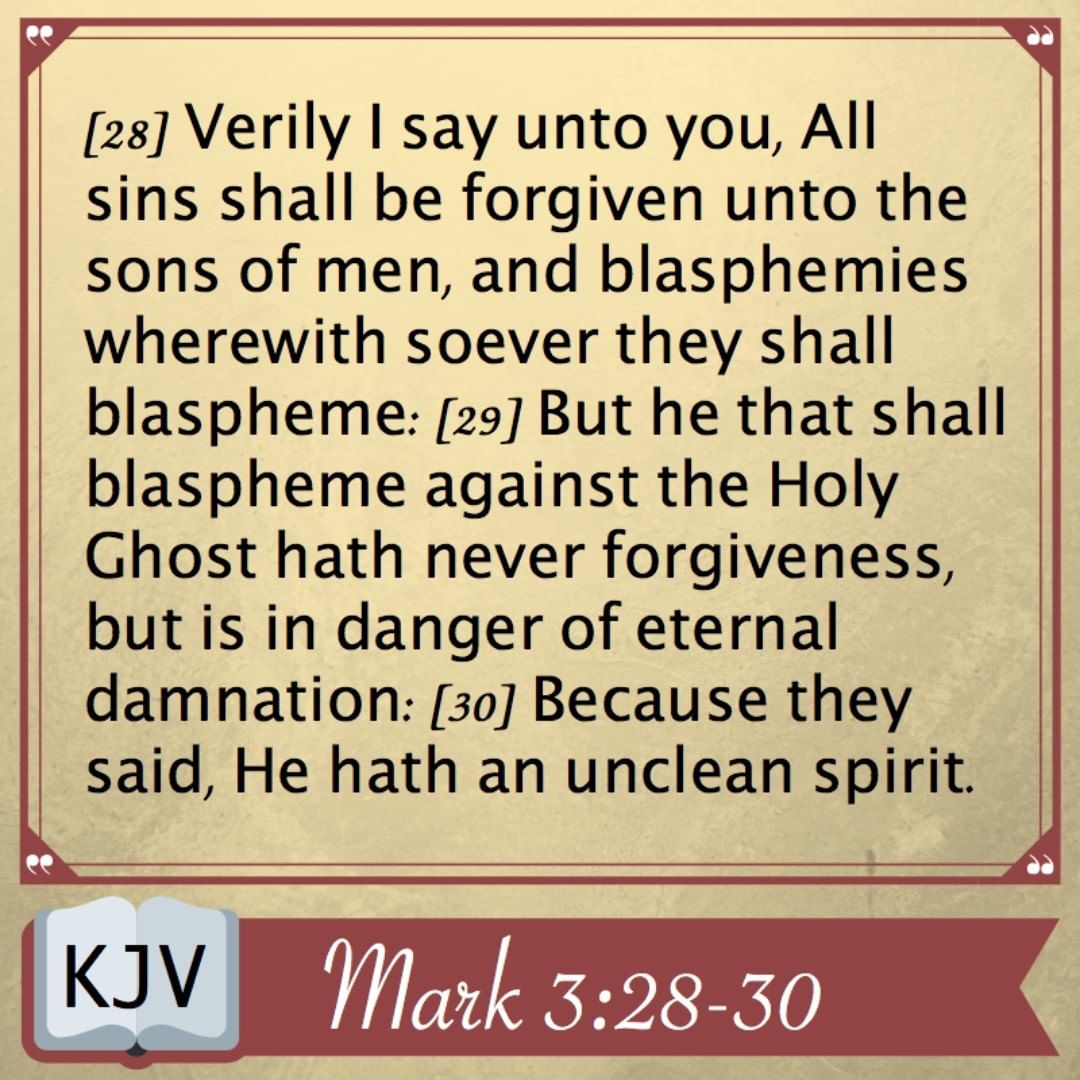 [28] Verily I say unto you, All
sins shall be forgiven unto the
sons of men, and blasphemies
wherewith soever they shall
blaspheme: [29] But he that shall
blaspheme against the Holy
Ghost hath never forgiveness,
but is in danger of eternal
damnation: [30] Because they
said, He hath an unclean spirit.
KJV
Mark 3:28-30